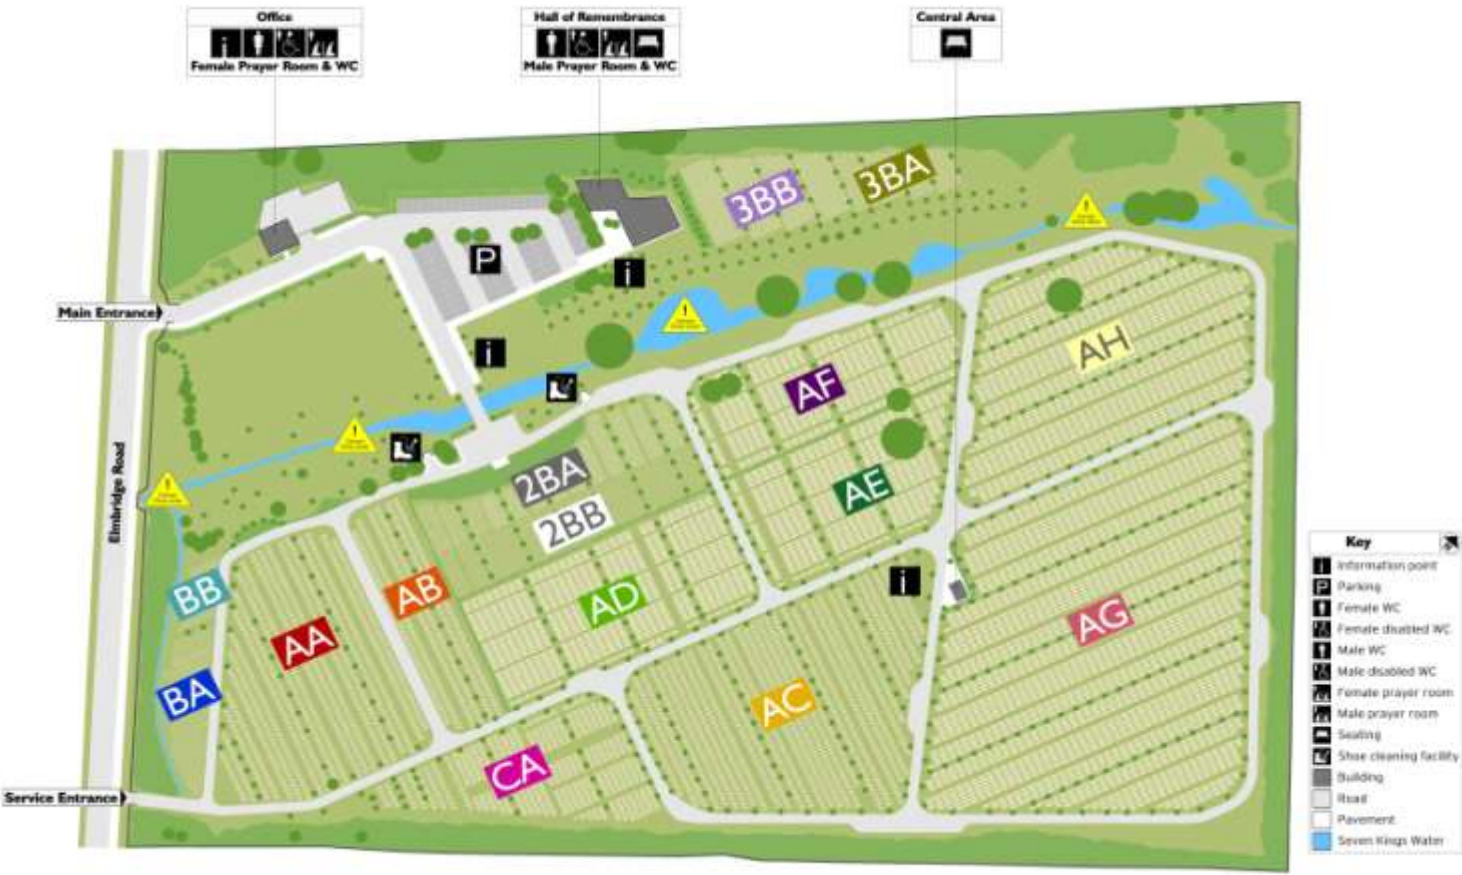 Office
Female Prayer Room & WC
Hall of Remembrance
Male Prayer Room & WC
Central Area
3BB
3BA
P
i
Main Entrance
i
AH
AF
2BA
AE
2BB
Elmbridge Road
BB
AB
AD
i
AA
AG
BA
AC
CA
Service Entrance
Key
Information point
Parking
Female WC
Female disabled WC
Male WC
Male disabled WC
Female prayer room
Male prayer room
Seating
Shoe cleaning facility
Building
Road
Pavement
Seven Kings Water